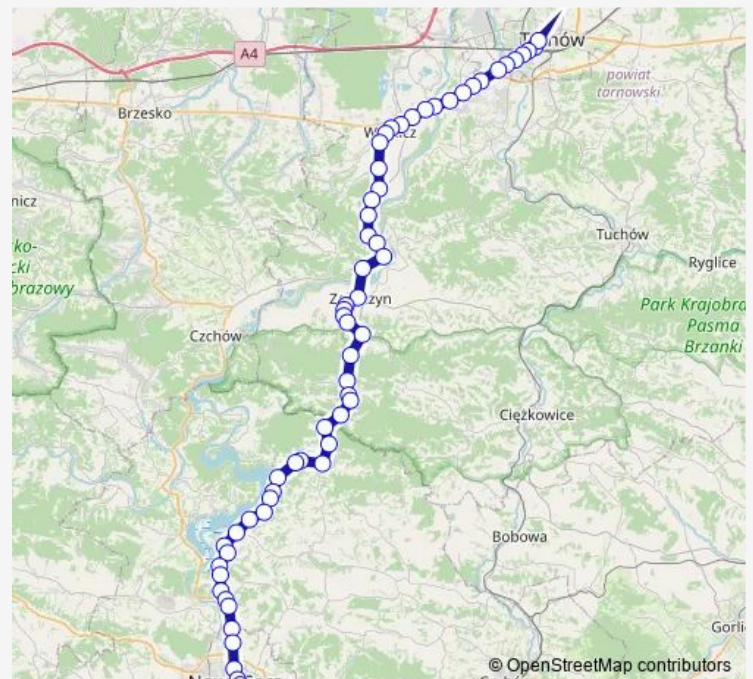 A4
powiat
tarnowski
Brzesko
nicz
Tuchów
Ryglice
ko-
cki
brazowy
Park Krajobra
Pasma
Brzanki
Czchów
Ciężkowice
Bobowa
Gorli
© OpenStreetMap contributors